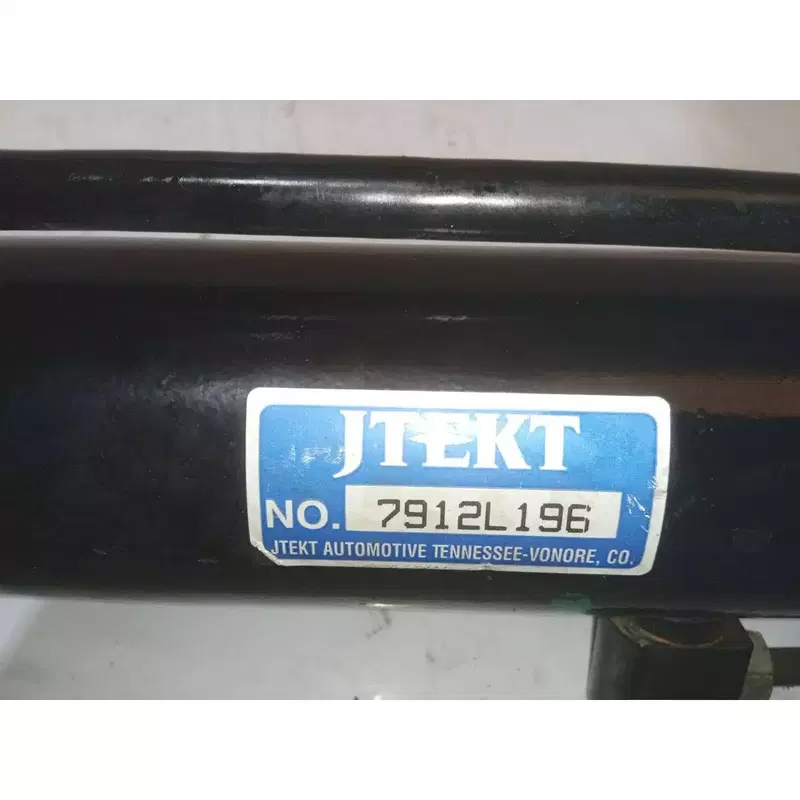 JTEKT
NO. 7912L196
JTEKT AUTOMOTIVE TENNESSEE-VONORE, CO.